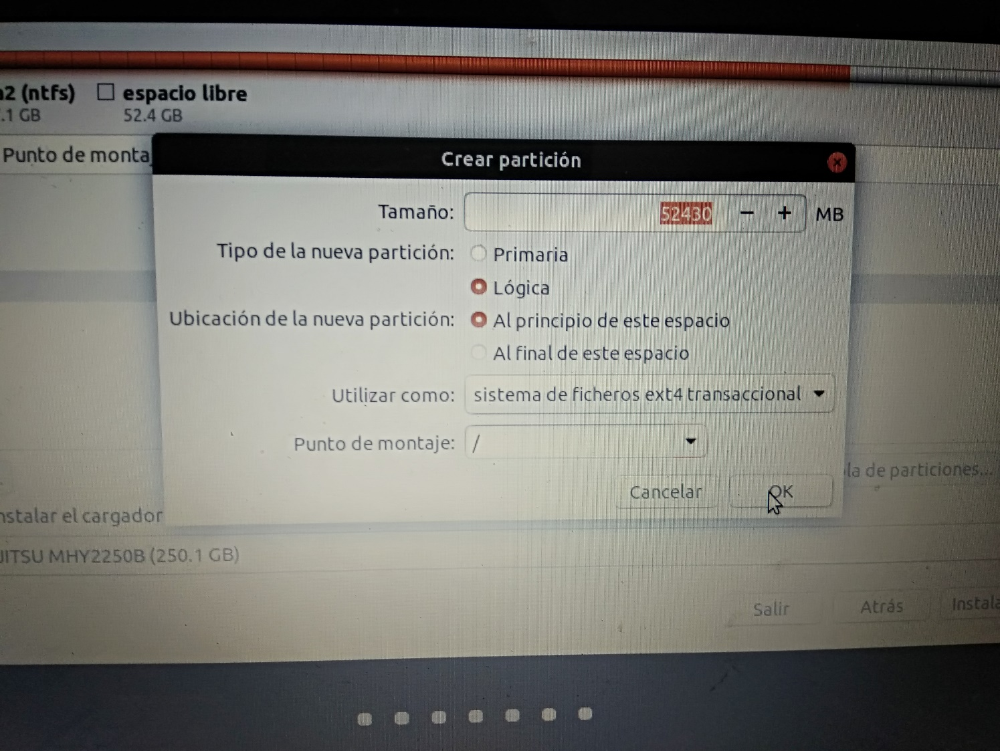 2 (ntfs) espacio libre
.1 GB 52.4 GB
Punto de monta
Crear partición
Tamaño: 52430 MB
Tipo de la nueva partición: Primaria
Lógica
Ubicación de la nueva partición: Al principio de este espacio
Al final de este espacio
Utilizar como: sistema de ficheros ext4 transaccional
Punto de montaje: /
la de particiones...
Cancelar OK
nstalar el cargador
JITSU MHY2250B (250.1 GB)
Salir Atrás Instala